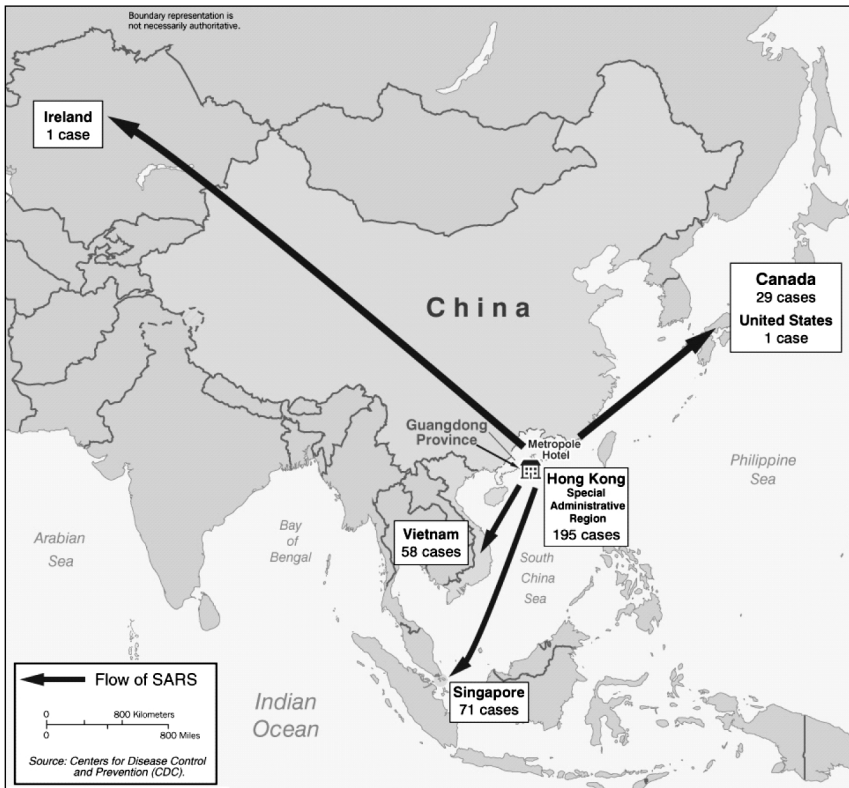 Boundary representation is
not necessarily authoritative.
Ireland
1 case
China
Canada
29 cases
United States
1 case
Guangdong
Province
Metropole
Hotel
Hong Kong
Special
Administrative
Region
195 cases
Philippine
Sea
Vietnam
58 cases
Arabian
Sea
Bay
of
Bengal
South
China
Sea
Singapore
71 cases
Indian
Ocean
Flow of SARS
0 800 Kilometers
0 800 Miles
Source: Centers for Disease Control
and Prevention (CDC).